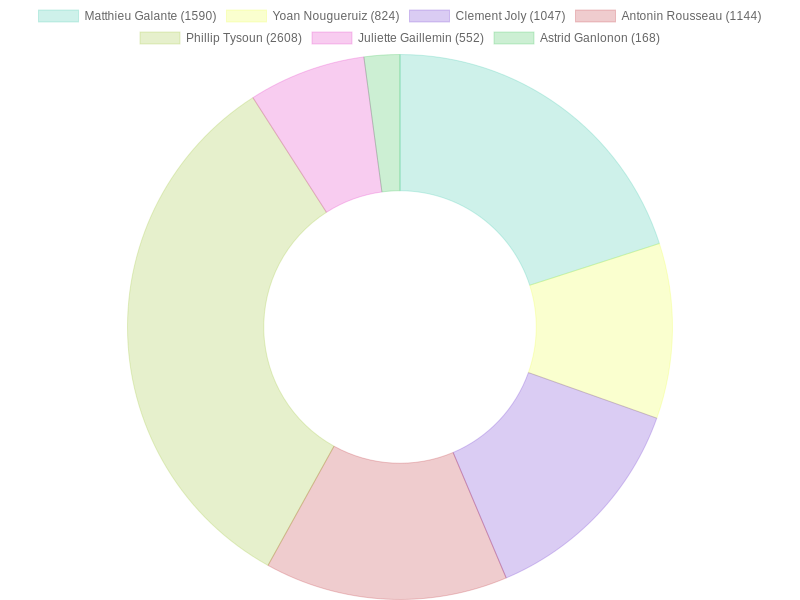 Matthieu Galante (1590) Yoan Nougueruiz (824) Clement Joly (1047) Antonin Rousseau (1144)
Phillip Tysoun (2608) Juliette Gaillemin (552) Astrid Ganlonon (168)